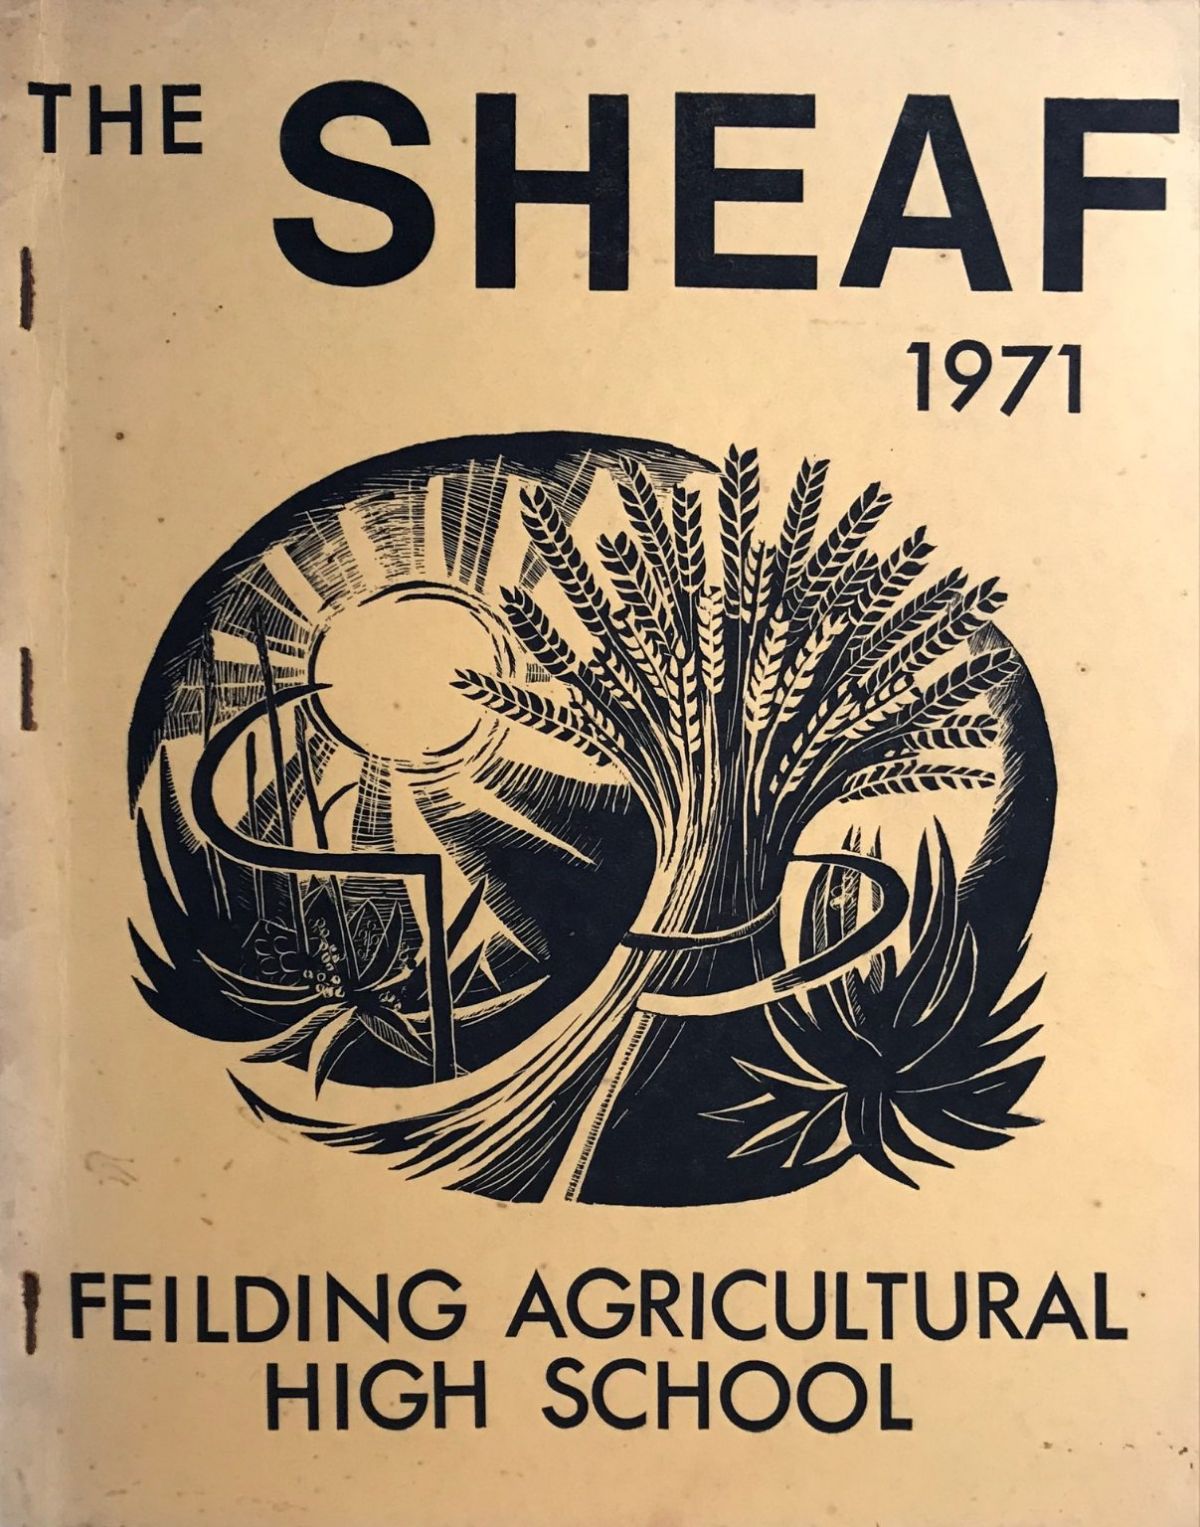 THE SHEAF
1971
FEILDING AGRICULTURAL
HIGH SCHOOL